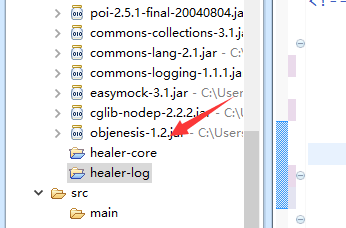 poi-2.5.1-final-20040804.ja
commons-collections-3.1.j
commons-lang-2.1.jar - C:\
commons-logging-1.1.1.ja
easymock-3.1.jar - C:\User
cglib-nodep-2.2.2.jar
objenesis-1.2.jar - C:\Users
healer-core
healer-log
src
main